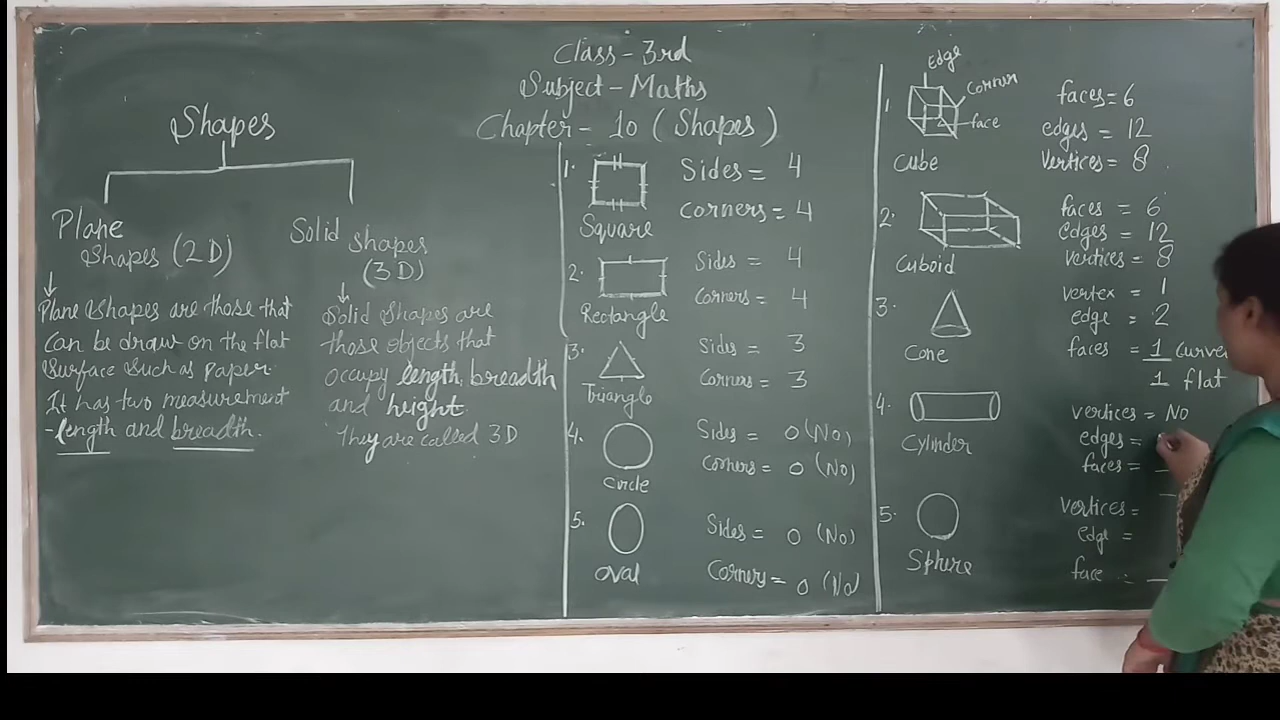 Class - 3rd
Subject - Maths
Chapter - 10 (Shapes)
Shapes
Plane
Shapes (2D)
Plane Shapes are those that
can be draw on the flat
Surface Such as paper.
It has two measurement
- length and breadth.
Solid
Shapes
(3D)
Solid Shapes are
those objects that
occupy length, breadth
and height
They are called 3D
1.
Square
Sides = 4
Corners = 4
2.
Rectangle
Sides = 4
Corners = 4
3.
Triangle
Sides = 3
Corners = 3
4.
Circle
Sides = 0 (No)
Corners = 0 (No)
5.
Oval
Sides = 0 (No)
Corners = 0 (No
1
Edge
Corner
face
Cube
faces = 6
edges = 12
Vertices = 8
2.
Cuboid
faces = 6
edges = 12
vertices = 8
3.
Cone
vertex = 1
edge = 2
faces = 1 curve
1 flat
4.
Cylinder
vertices = No
edges =
faces =
5.
Sphere
Vertices =
edge =
face =